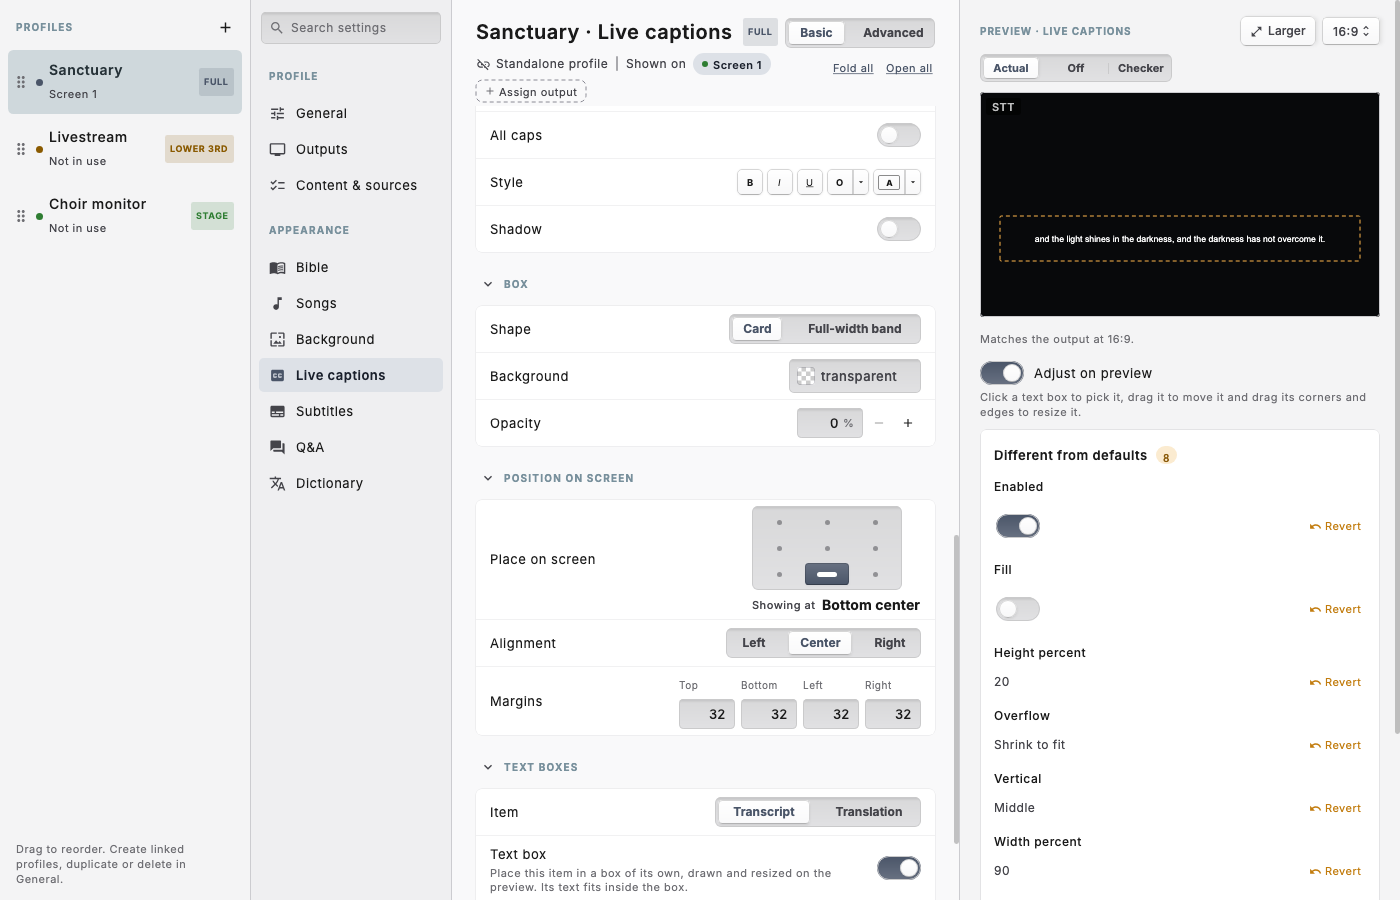 PROFILES
Sanctuary
Screen 1
FULL
Livestream
Not in use
LOWER 3RD
Choir monitor
Not in use
STAGE
Drag to reorder. Create linked
profiles, duplicate or delete in
General.
Search settings
PROFILE
General
Outputs
Content & sources
APPEARANCE
Bible
Songs
Background
Live captions
Subtitles
Q&A
Dictionary
Sanctuary · Live captions
FULL
Basic
Advanced
Standalone profile | Shown on
Screen 1
Fold all
Open all
+ Assign output
All caps
Style
B
I
U
O
A
Shadow
BOX
Shape
Card
Full-width band
Background
transparent
Opacity
0 %
− +
POSITION ON SCREEN
Place on screen
Showing at Bottom center
Alignment
Left
Center
Right
Margins
Top
Bottom
Left
Right
32
32
32
32
TEXT BOXES
Item
Transcript
Translation
Text box
Place this item in a box of its own, drawn and resized on the
preview. Its text fits inside the box.
PREVIEW · LIVE CAPTIONS
Larger
16:9
Actual
Off
Checker
STT
and the light shines in the darkness, and the darkness has not overcome it.
Matches the output at 16:9.
Adjust on preview
Click a text box to pick it, drag it to move it and drag its corners and
edges to resize it.
Different from defaults 8
Enabled
Revert
Fill
Revert
Height percent
20
Revert
Overflow
Shrink to fit
Revert
Vertical
Middle
Revert
Width percent
90
Revert